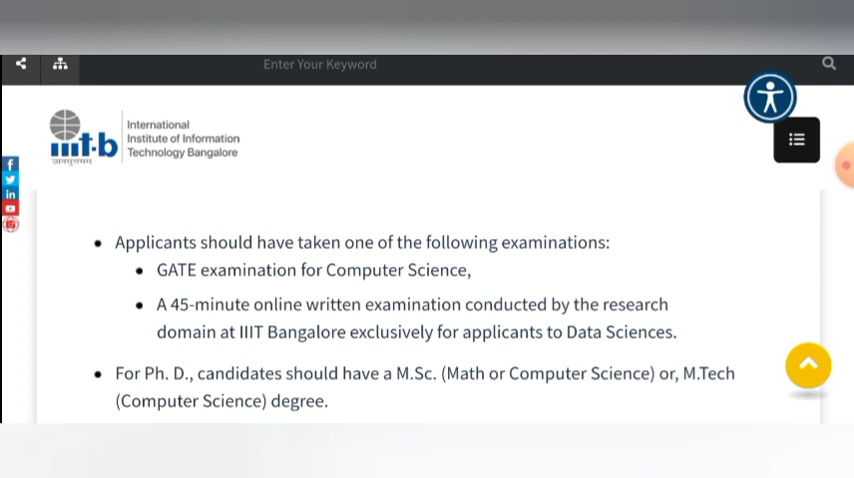 Enter Your Keyword
iiit-b
International
Institute of Information
Technology Bangalore
ज्ञानमुत्तमम्
Applicants should have taken one of the following examinations:
GATE examination for Computer Science,
A 45-minute online written examination conducted by the research
domain at IIIT Bangalore exclusively for applicants to Data Sciences.
For Ph. D., candidates should have a M.Sc. (Math or Computer Science) or, M.Tech
(Computer Science) degree.